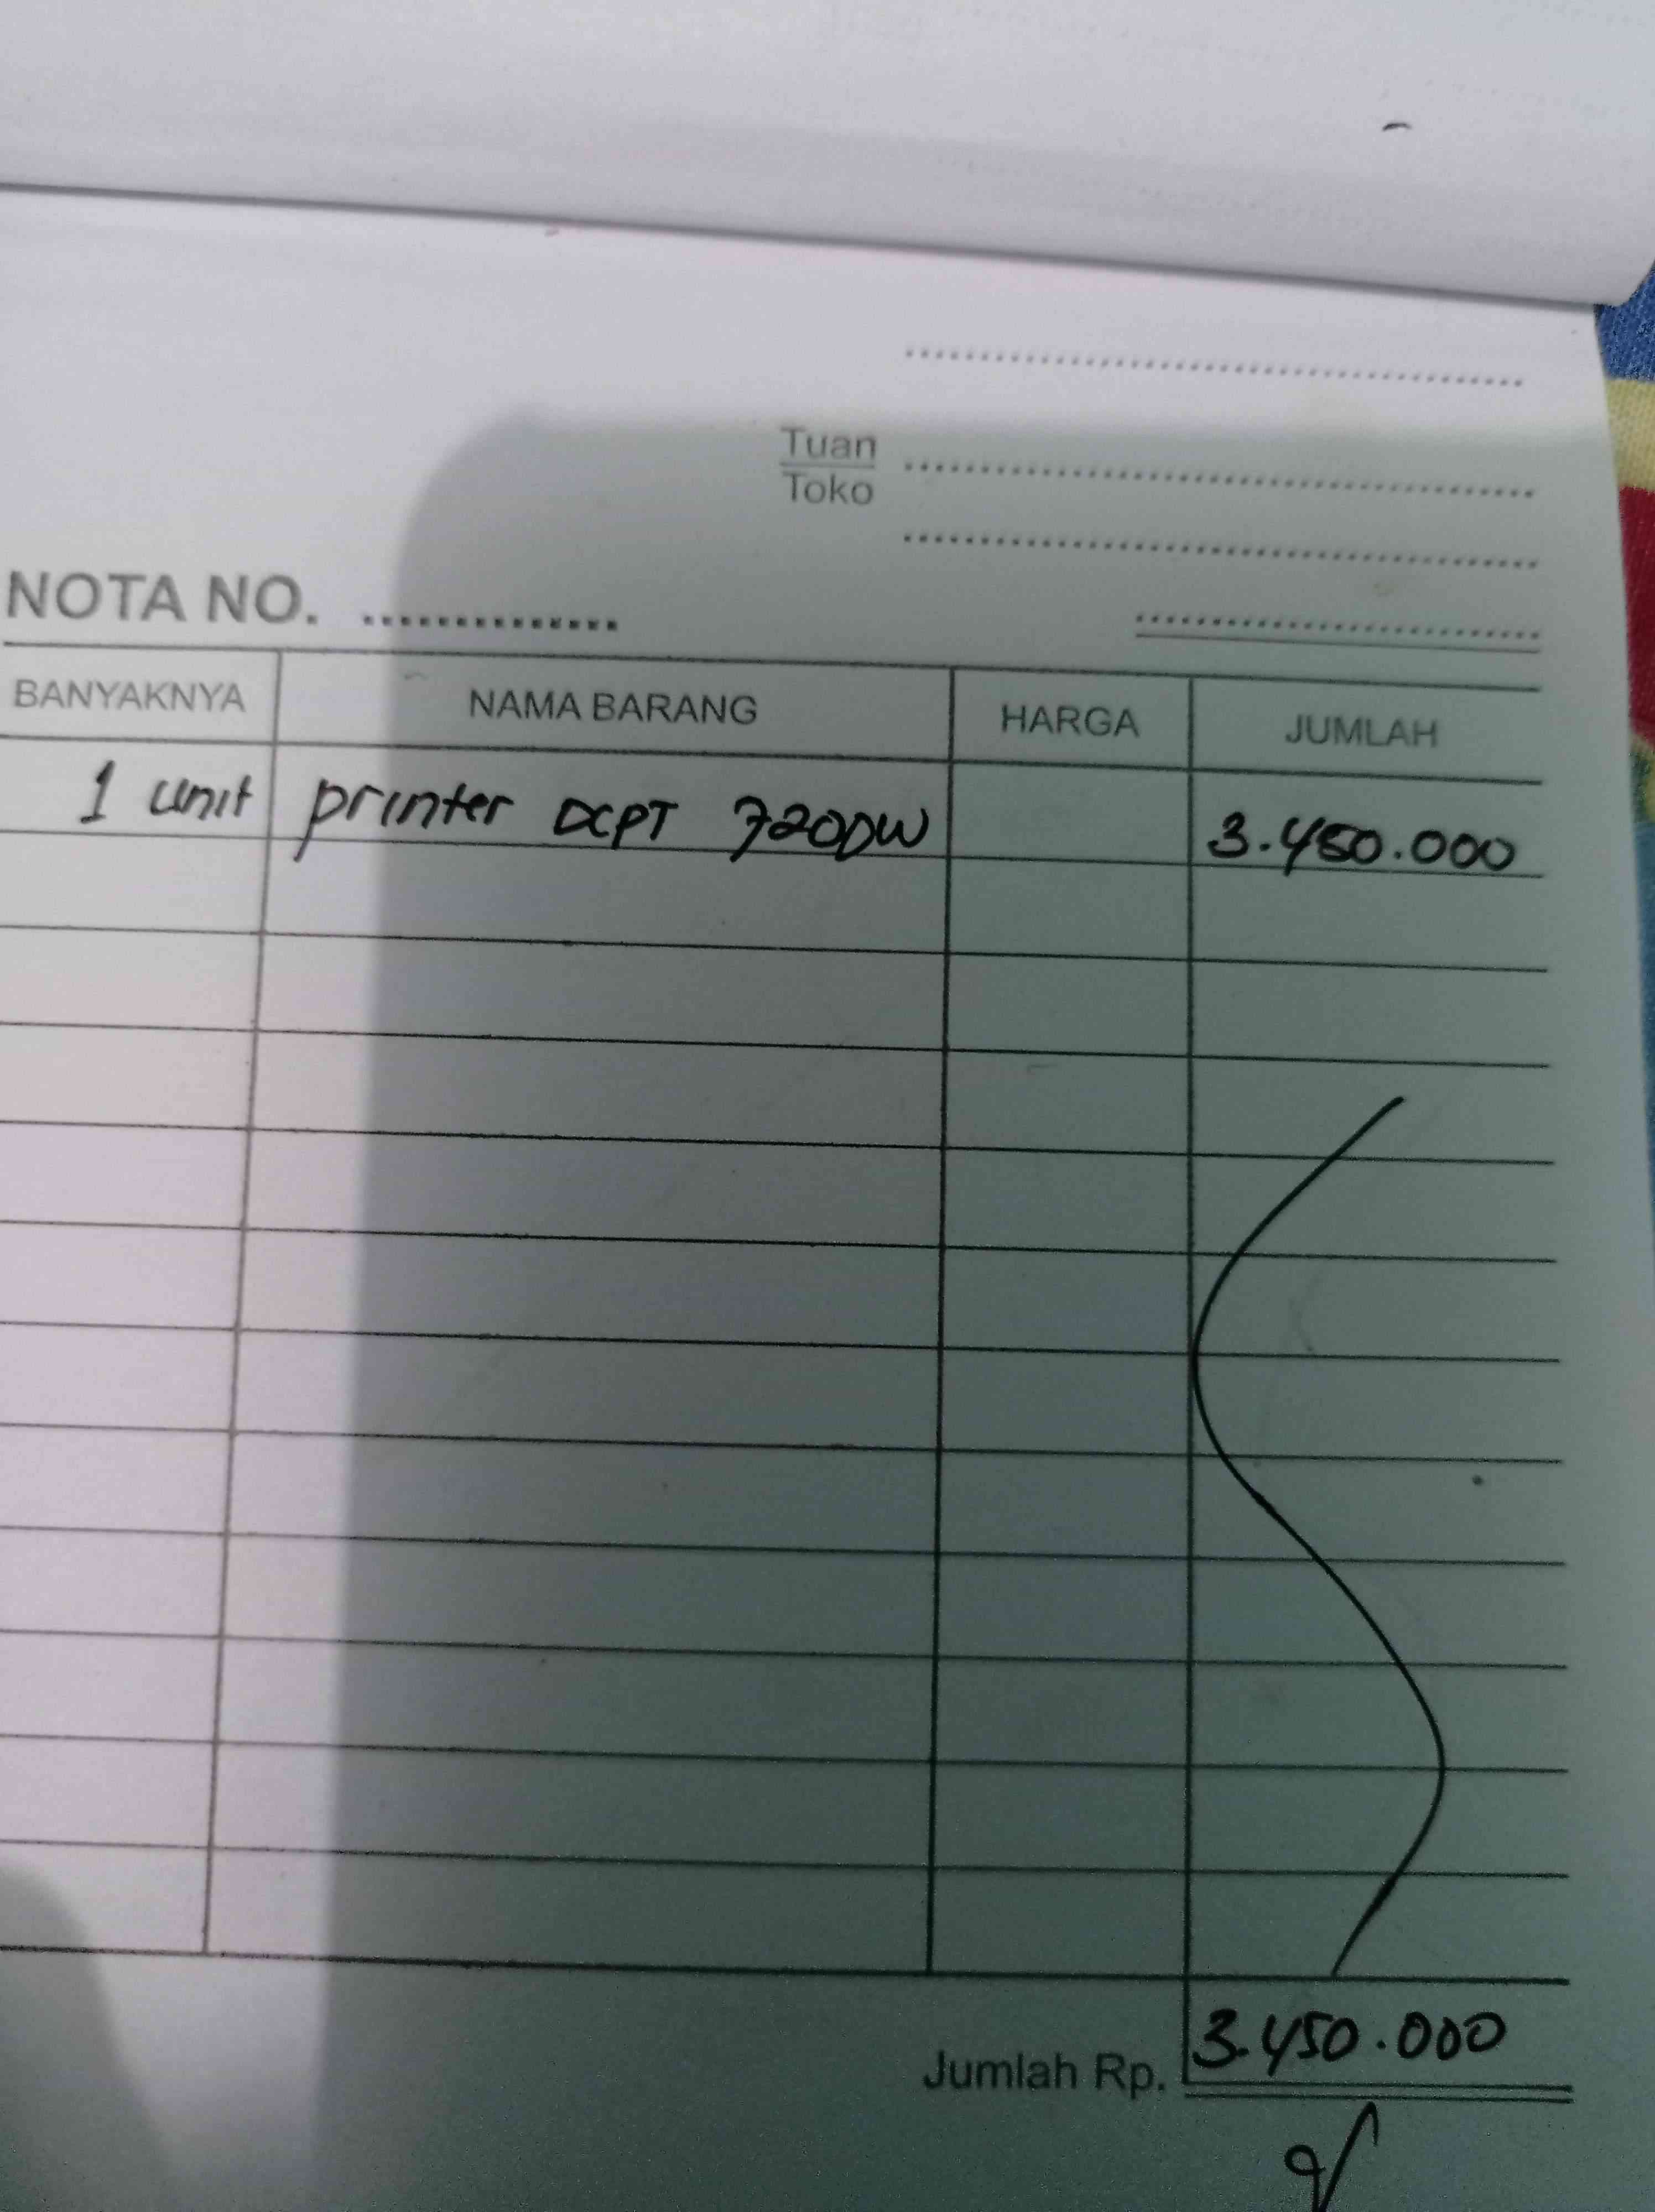 Tuan
Toko
NOTA NO. ..............
BANYAKNYA NAMA BARANG HARGA JUMLAH
1 unit printer DCPT 720DW 3.450.000
Jumlah Rp. 3.450.000